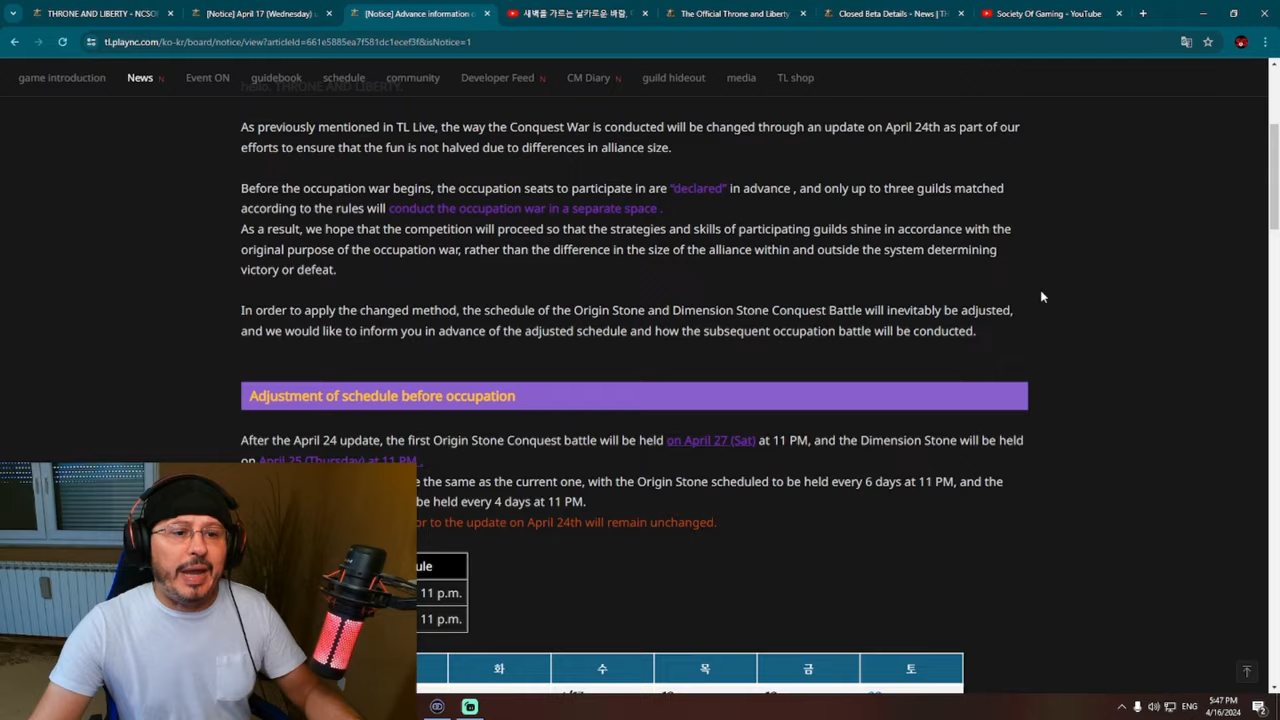 THRONE AND LIBERTY - NCSO
[Notice] April 17 (Wednesday) u
[Notice] Advance information o
새벽을 가르는 날카로운 바람,
The Official Throne and Liberty
Closed Beta Details - News | Th
Society Of Gaming - YouTube
tl.plaync.com/ko-kr/board/notice/view?articleId=661e5885ea7f581dc1ecef3f&isNotice=1
game introduction
News N
Event ON
guidebook
schedule
community
Developer Feed N
CM Diary N
guild hideout
media
TL shop
hello. THRONE AND LIBERTY.
As previously mentioned in TL Live, the way the Conquest War is conducted will be changed through an update on April 24th as part of our
efforts to ensure that the fun is not halved due to differences in alliance size.
Before the occupation war begins, the occupation seats to participate in are “declared” in advance , and only up to three guilds matched
according to the rules will conduct the occupation war in a separate space .
As a result, we hope that the competition will proceed so that the strategies and skills of participating guilds shine in accordance with the
original purpose of the occupation war, rather than the difference in the size of the alliance within and outside the system determining
victory or defeat.
In order to apply the changed method, the schedule of the Origin Stone and Dimension Stone Conquest Battle will inevitably be adjusted,
and we would like to inform you in advance of the adjusted schedule and how the subsequent occupation battle will be conducted.
Adjustment of schedule before occupation
After the April 24 update, the first Origin Stone Conquest battle will be held on April 27 (Sat) at 11 PM, and the Dimension Stone will be held
on April 25 (Thursday) at 11 PM .
the same as the current one, with the Origin Stone scheduled to be held every 6 days at 11 PM, and the
be held every 4 days at 11 PM.
or to the update on April 24th will remain unchanged.
ule
11 p.m.
11 p.m.
화 수 목 금 토
ENG
5:47 PM
4/16/2024
2